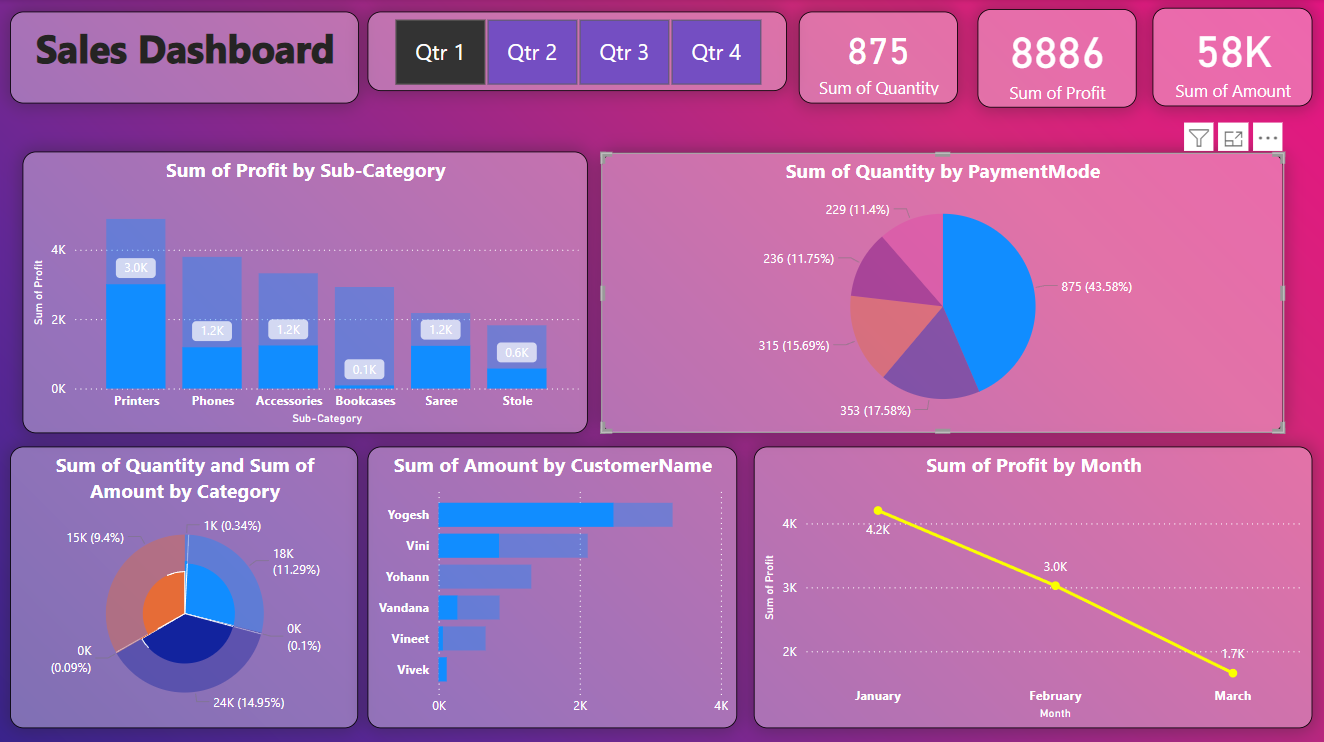 Sales Dashboard
Qtr 1
Qtr 2
Qtr 3
Qtr 4
875
Sum of Quantity
8886
Sum of Profit
58K
Sum of Amount
Sum of Profit by Sub-Category
Sum of Profit
4K
2K
0K
3.0K
1.2K
1.2K
0.1K
1.2K
0.6K
Printers
Phones
Accessories
Bookcases
Saree
Stole
Sub-Category
Sum of Quantity by PaymentMode
229 (11.4%)
236 (11.75%)
315 (15.69%)
353 (17.58%)
875 (43.58%)
Sum of Quantity and Sum of
Amount by Category
1K (0.34%)
15K (9.4%)
18K
(11.29%)
0K
(0.1%)
0K
(0.09%)
24K (14.95%)
Sum of Amount by CustomerName
Yogesh
Vini
Yohann
Vandana
Vineet
Vivek
0K
2K
4K
Sum of Profit by Month
Sum of Profit
4K
3K
2K
4.2K
3.0K
1.7K
January
February
March
Month